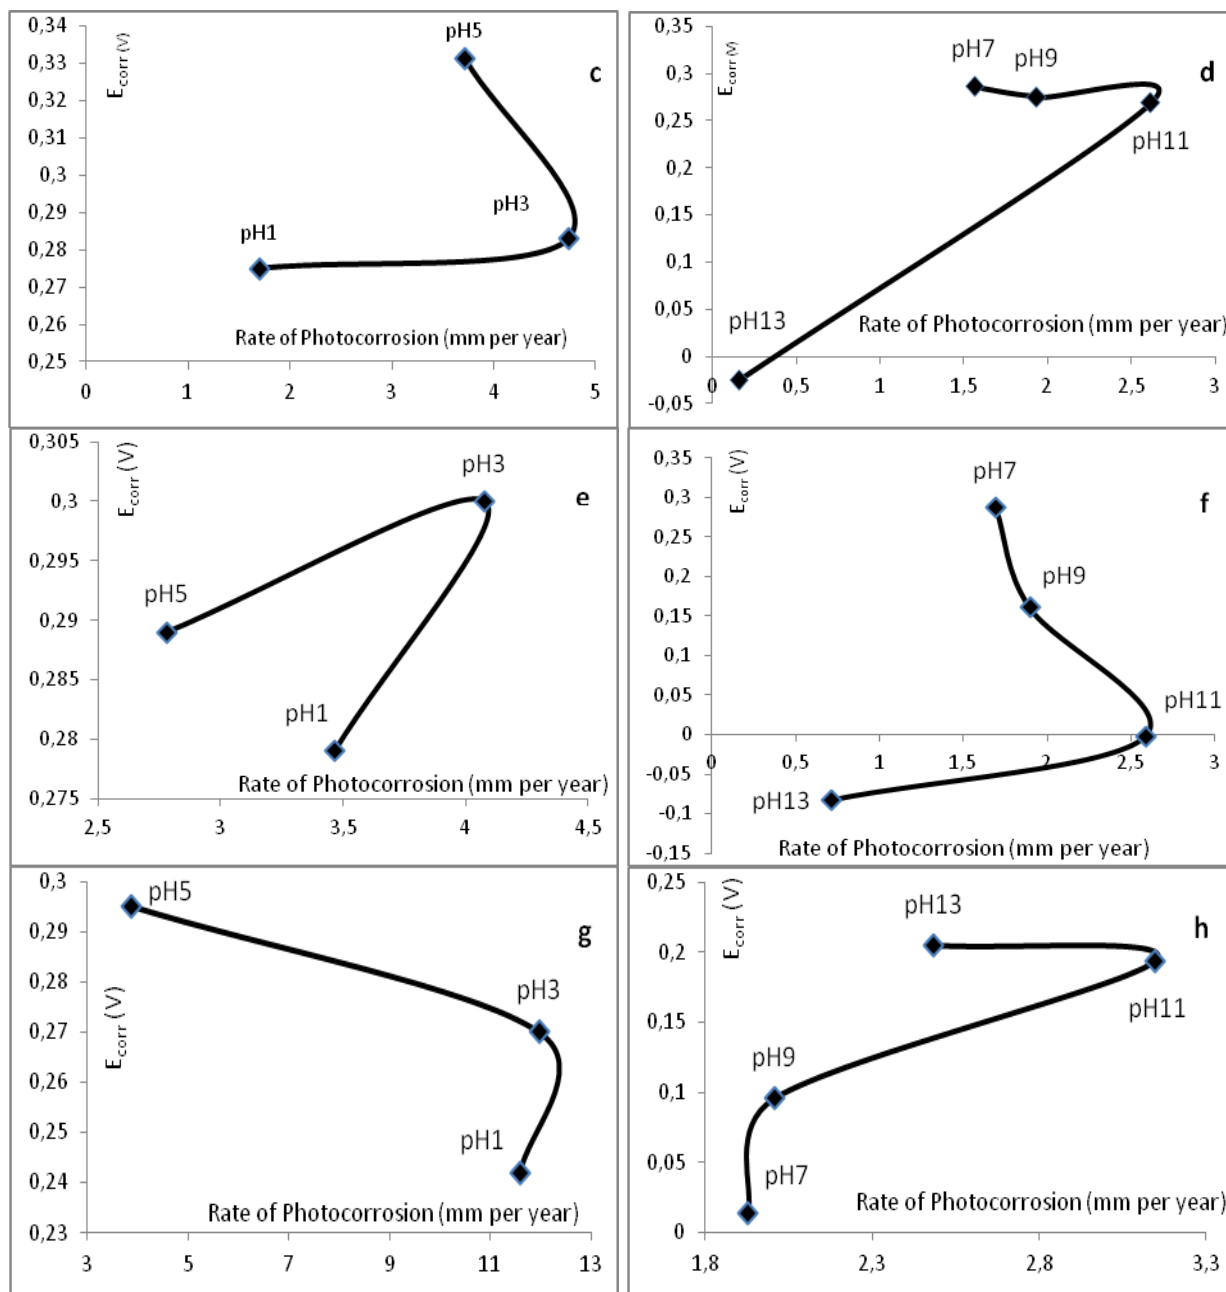 0,34
0,33
0,32
0,31
0,3
0,29
0,28
0,27
0,26
0,25
0
1
2
3
4
5
Ecorr (V)
pH5
pH3
pH1
c
Rate of Photocorrosion (mm per year)
0,35
0,3
0,25
0,2
0,15
0,1
0,05
0
-0,05
0
0,5
1
1,5
2
2,5
3
Ecorr (V)
pH7
pH9
pH11
pH13
d
Rate of Photocorrosion (mm per year)
0,305
0,3
0,295
0,29
0,285
0,28
0,275
2,5
3
3,5
4
4,5
Ecorr (V)
pH3
pH5
pH1
e
Rate of Photocorrosion (mm per year)
0,35
0,3
0,25
0,2
0,15
0,1
0,05
0
-0,05
-0,1
-0,15
0
0,5
1
1,5
2
2,5
3
Ecorr (V)
pH7
pH9
pH11
pH13
f
Rate of Photocorrosion (mm per year)
0,3
0,29
0,28
0,27
0,26
0,25
0,24
0,23
3
5
7
9
11
13
Ecorr (V)
pH5
pH3
pH1
g
Rate of Photocorrosion (mm per year)
0,25
0,2
0,15
0,1
0,05
0
1,8
2,3
2,8
3,3
Ecorr (V)
pH13
pH11
pH9
pH7
h
Rate of Photocorrosion (mm per year)